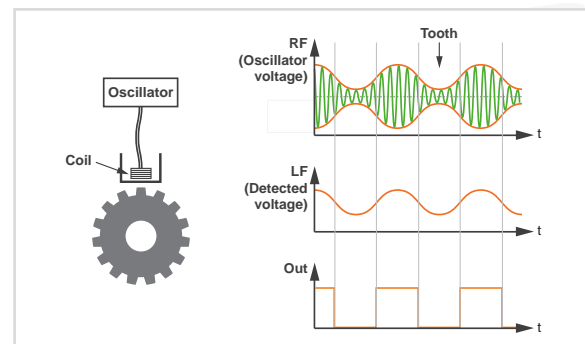 Oscillator
Coil
Tooth
RF
(Oscillator
voltage)
t
LF
(Detected
voltage)
t
Out
t